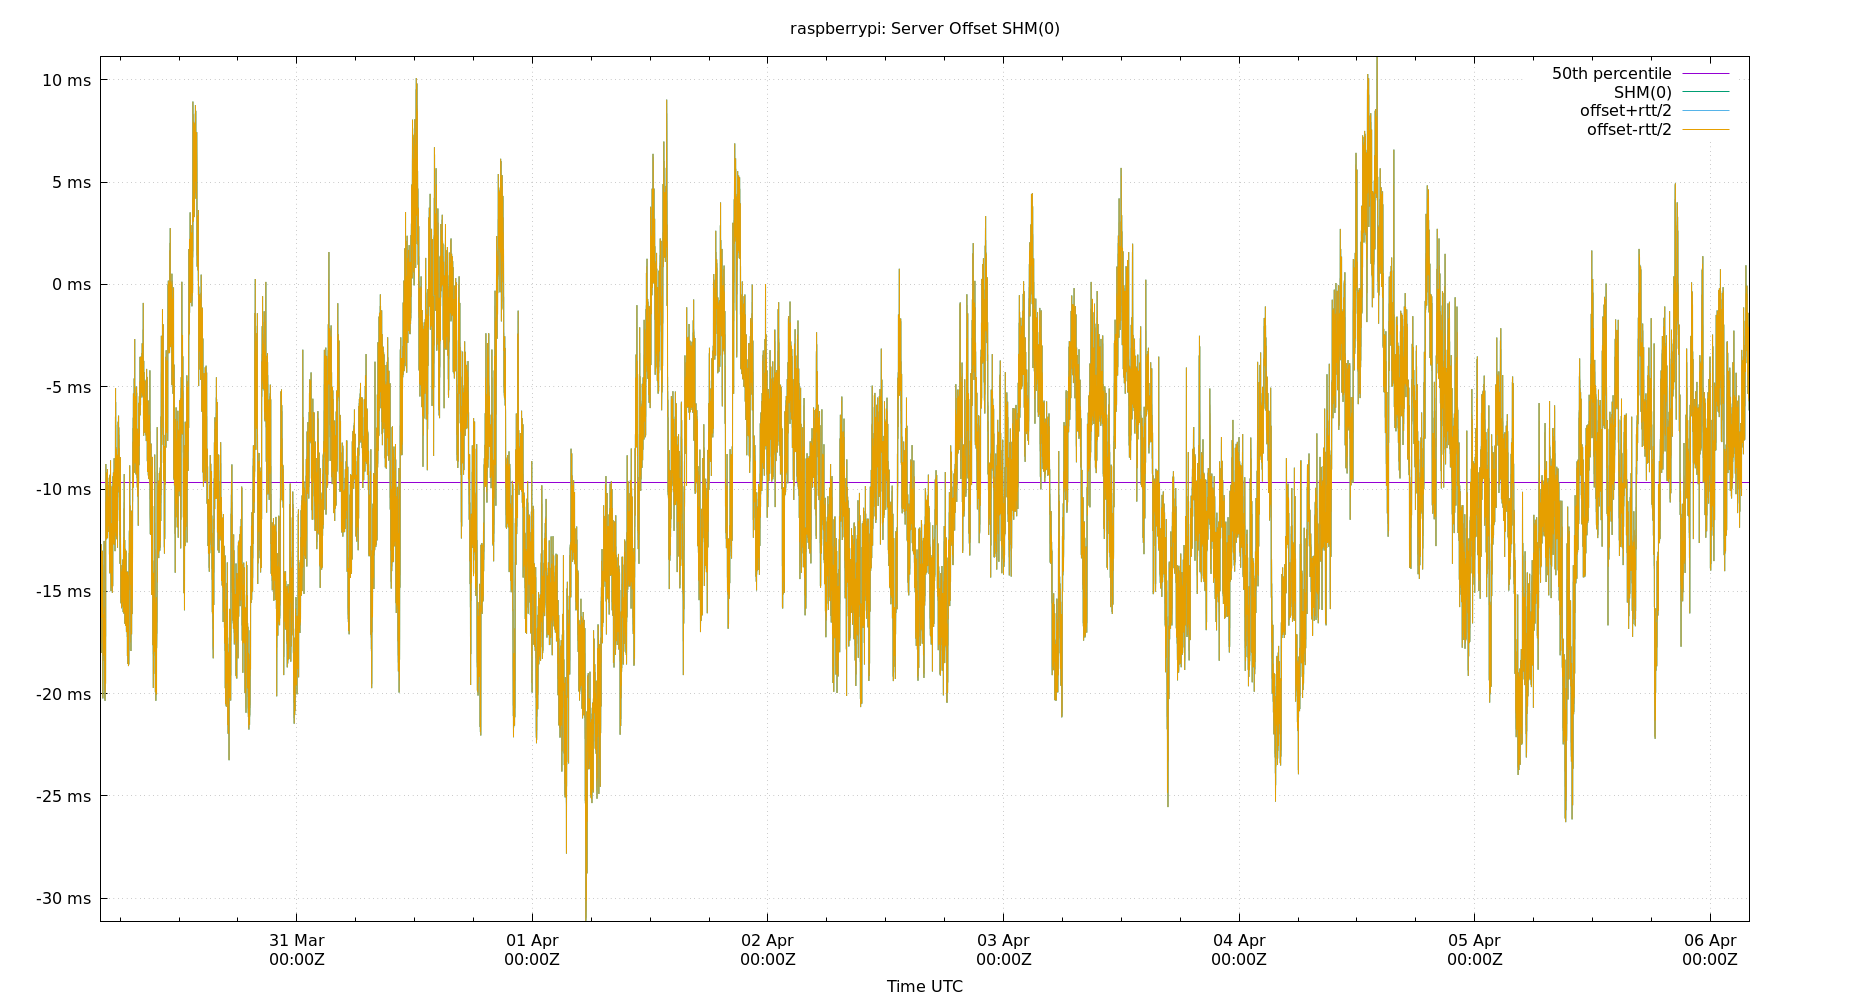 raspberrypi: Server Offset SHM(0)
50th percentile
SHM(0)
offset+rtt/2
offset-rtt/2
10 ms
5 ms
0 ms
-5 ms
-10 ms
-15 ms
-20 ms
-25 ms
-30 ms
31 Mar 01 Apr 02 Apr 03 Apr 04 Apr 05 Apr 06 Apr
00:00Z 00:00Z 00:00Z 00:00Z 00:00Z 00:00Z 00:00Z
Time UTC